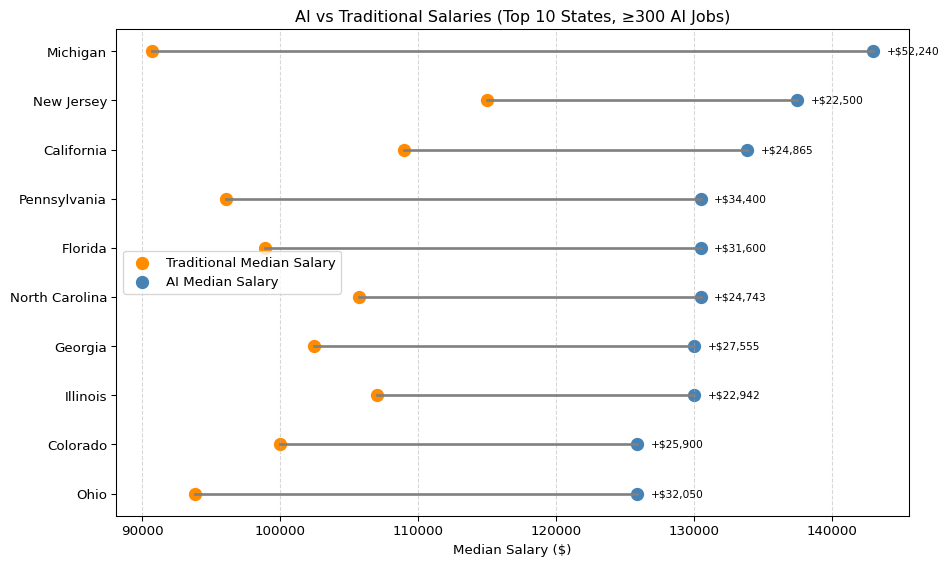 AI vs Traditional Salaries (Top 10 States, ≥300 AI Jobs)
Michigan
+$52,240
New Jersey
+$22,500
California
+$24,865
Pennsylvania
+$34,400
Florida
+$31,600
Traditional Median Salary
AI Median Salary
North Carolina
+$24,743
Georgia
+$27,555
Illinois
+$22,942
Colorado
+$25,900
Ohio
+$32,050
90000 100000 110000 120000 130000 140000
Median Salary ($)